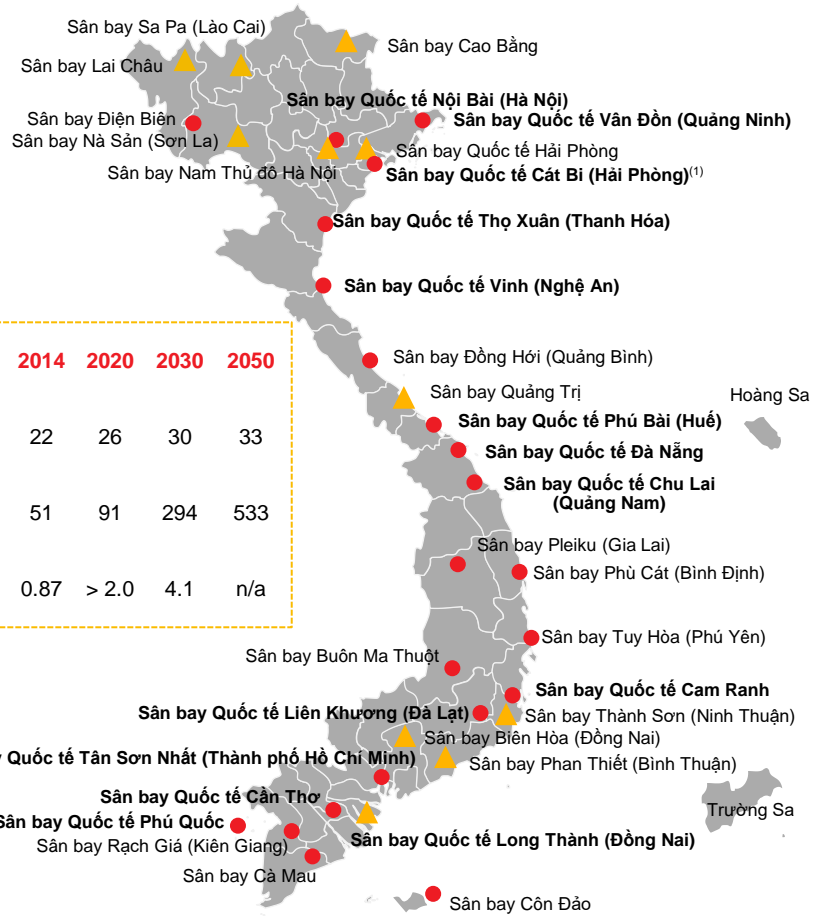 Sân bay Sa Pa (Lào Cai)
Sân bay Cao Bằng
Sân bay Lai Châu
Sân bay Quốc tế Nội Bài (Hà Nội)
Sân bay Điện Biên
Sân bay Quốc tế Vân Đồn (Quảng Ninh)
Sân bay Nà Sản (Sơn La)
Sân bay Quốc tế Hải Phòng
Sân bay Nam Thủ đô Hà Nội
Sân bay Quốc tế Cát Bi (Hải Phòng)(1)
Sân bay Quốc tế Thọ Xuân (Thanh Hóa)
Sân bay Quốc tế Vinh (Nghệ An)
2014 2020 2030 2050
22 26 30 33
51 91 294 533
0.87 > 2.0 4.1 n/a
Sân bay Đồng Hới (Quảng Bình)
Sân bay Quảng Trị
Hoàng Sa
Sân bay Quốc tế Phú Bài (Huế)
Sân bay Quốc tế Đà Nẵng
Sân bay Quốc tế Chu Lai
(Quảng Nam)
Sân bay Pleiku (Gia Lai)
Sân bay Phù Cát (Bình Định)
Sân bay Tuy Hòa (Phú Yên)
Sân bay Buôn Ma Thuột
Sân bay Quốc tế Cam Ranh
Sân bay Quốc tế Liên Khương (Đà Lạt)
Sân bay Thành Sơn (Ninh Thuận)
Sân bay Biên Hòa (Đồng Nai)
Quốc tế Tân Sơn Nhất (Thành phố Hồ Chí Minh)
Sân bay Phan Thiết (Bình Thuận)
Sân bay Quốc tế Cần Thơ
Sân bay Quốc tế Phú Quốc
Trường Sa
Sân bay Rạch Giá (Kiên Giang)
Sân bay Quốc tế Long Thành (Đồng Nai)
Sân bay Cà Mau
Sân bay Côn Đảo